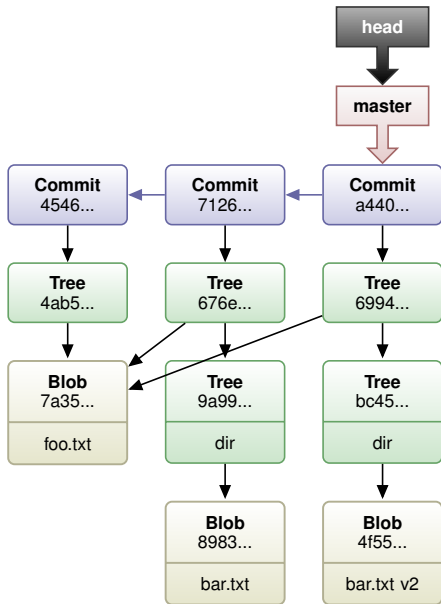 head
master
Commit
4546...
Commit
7126...
Commit
a440...
Tree
4ab5...
Tree
676e...
Tree
6994...
Blob
7a35...
foo.txt
Tree
9a99...
dir
Tree
bc45...
dir
Blob
8983...
bar.txt
Blob
4f55...
bar.txt v2